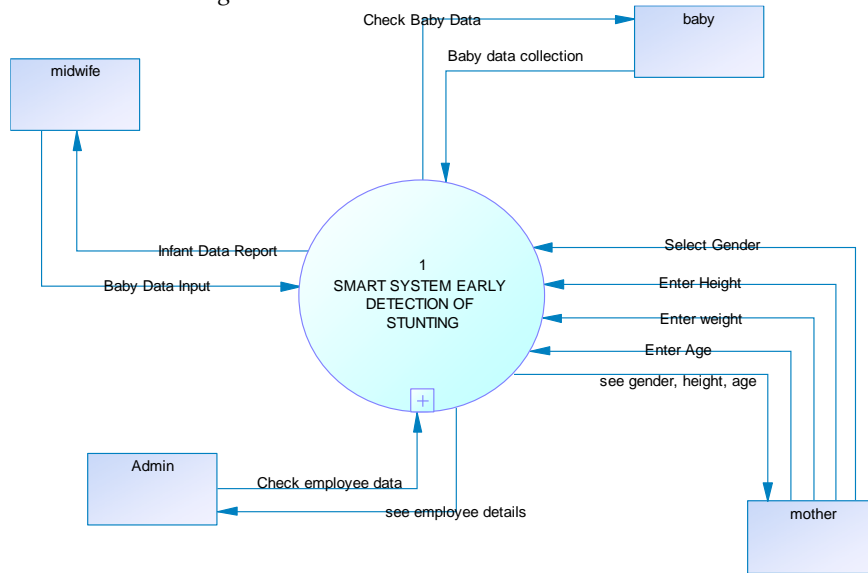 Check Baby Data
baby
Baby data collection
midwife
Infant Data Report
Baby Data Input
1
SMART SYSTEM EARLY
DETECTION OF
STUNTING
Select Gender
Enter Height
Enter weight
Enter Age
see gender, height, age
Admin
Check employee data
see employee details
mother